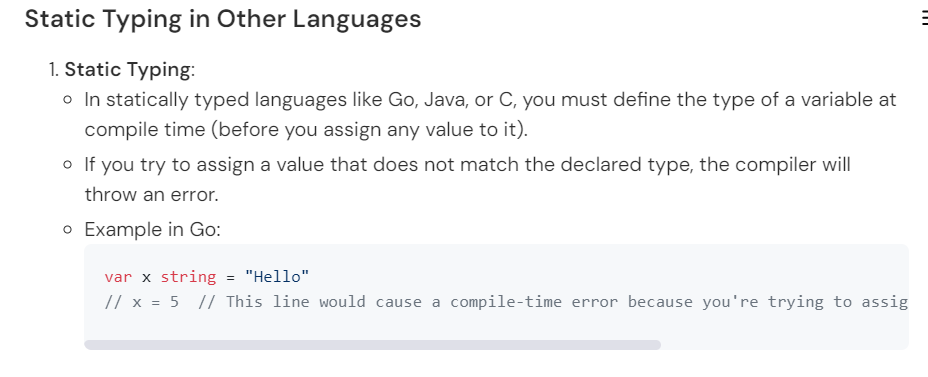 Static Typing in Other Languages
1. Static Typing:
In statically typed languages like Go, Java, or C, you must define the type of a variable at
compile time (before you assign any value to it).
If you try to assign a value that does not match the declared type, the compiler will
throw an error.
Example in Go:
var x string = "Hello"
// x = 5  // This line would cause a compile-time error because you're trying to assig